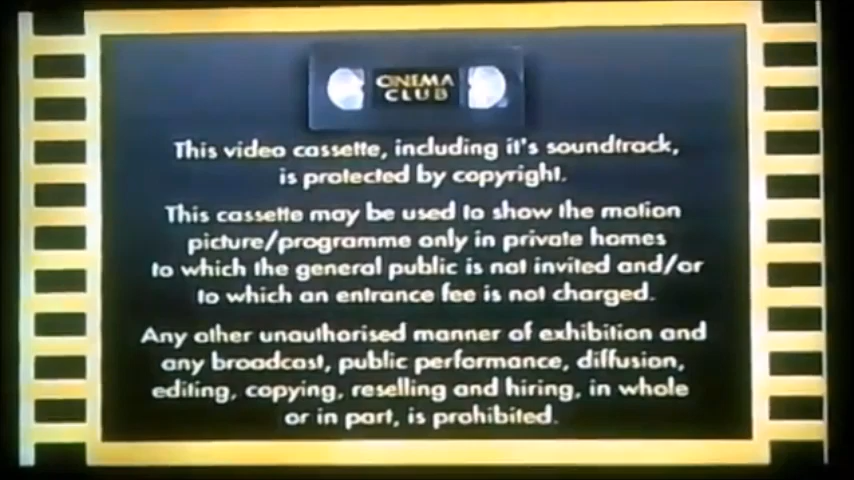 CINEMA
CLUB
This video cassette, including it's soundtrack,
is protected by copyright.
This cassette may be used to show the motion
picture/programme only in private homes
to which the general public is not invited and/or
to which an entrance fee is not charged.
Any other unauthorised manner of exhibition and
any broadcast, public performance, diffusion,
editing, copying, reselling and hiring, in whole
or in part, is prohibited.